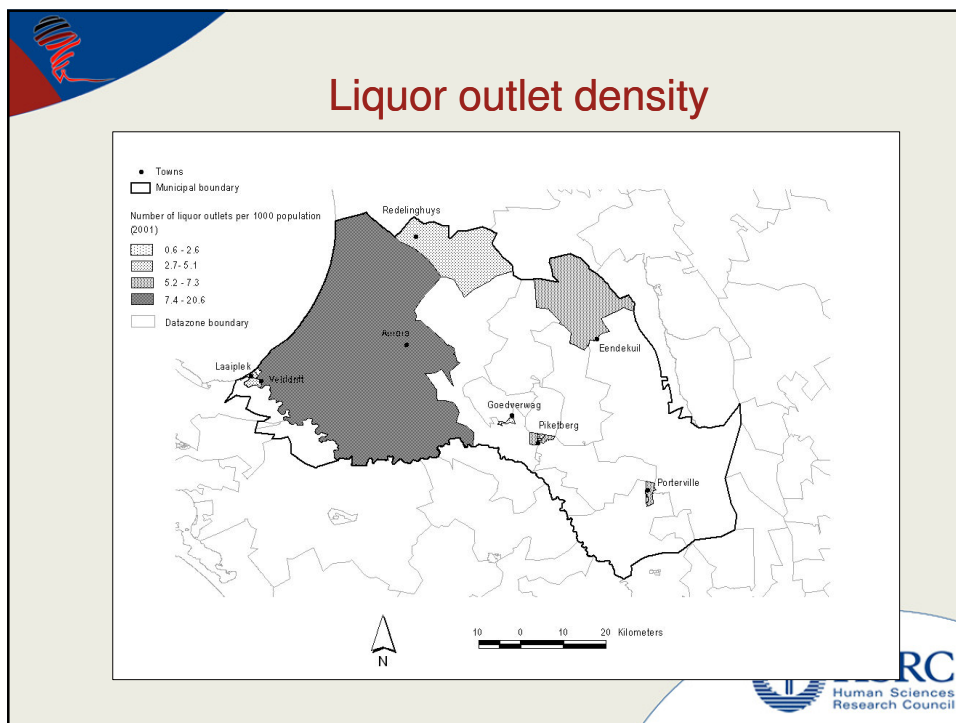 Liquor outlet density
Towns
Municipal boundary
Number of liquor outlets per 1000 population
(2001)
0.6 - 2.6
2.7- 5.1
5.2 - 7.3
7.4 - 20.6
Datazone boundary
Redelinghuys
Aurora
Eendekuil
Laaiplek
Velddrift
Goedverwag
Piketberg
Porterville
N
10 0 10 20 Kilometers
HSRC
Human Sciences
Research Council